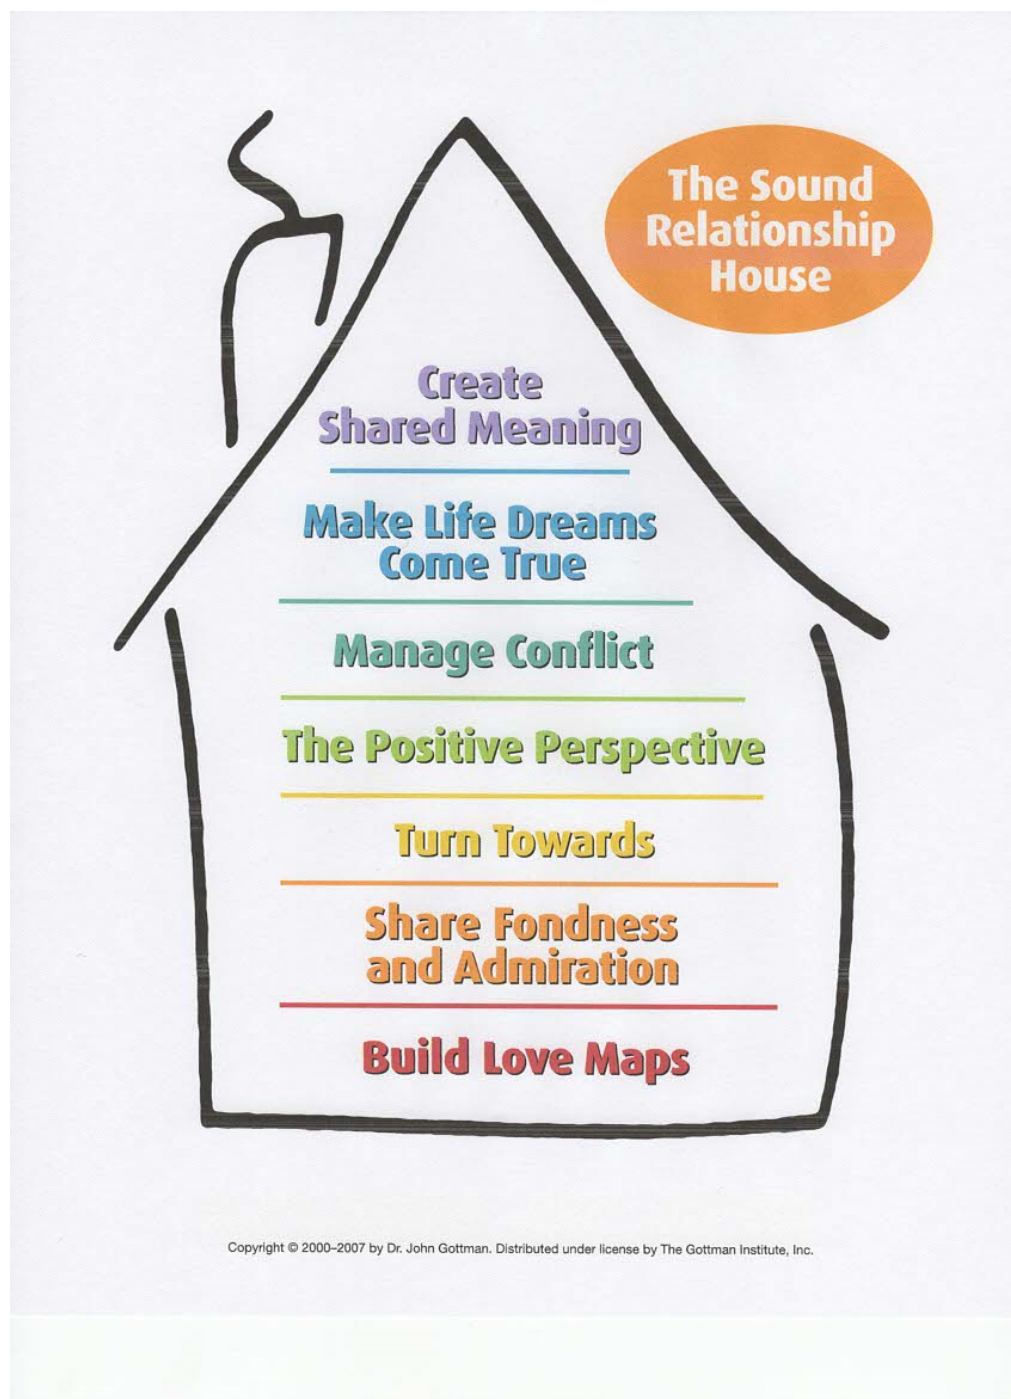 The Sound
Relationship
House
Create
Shared Meaning
Make Life Dreams
Come True
Manage Conflict
The Positive Perspective
Turn Towards
Share Fondness
and Admiration
Build Love Maps
Copyright © 2000–2007 by Dr. John Gottman. Distributed under license by The Gottman Institute, Inc.